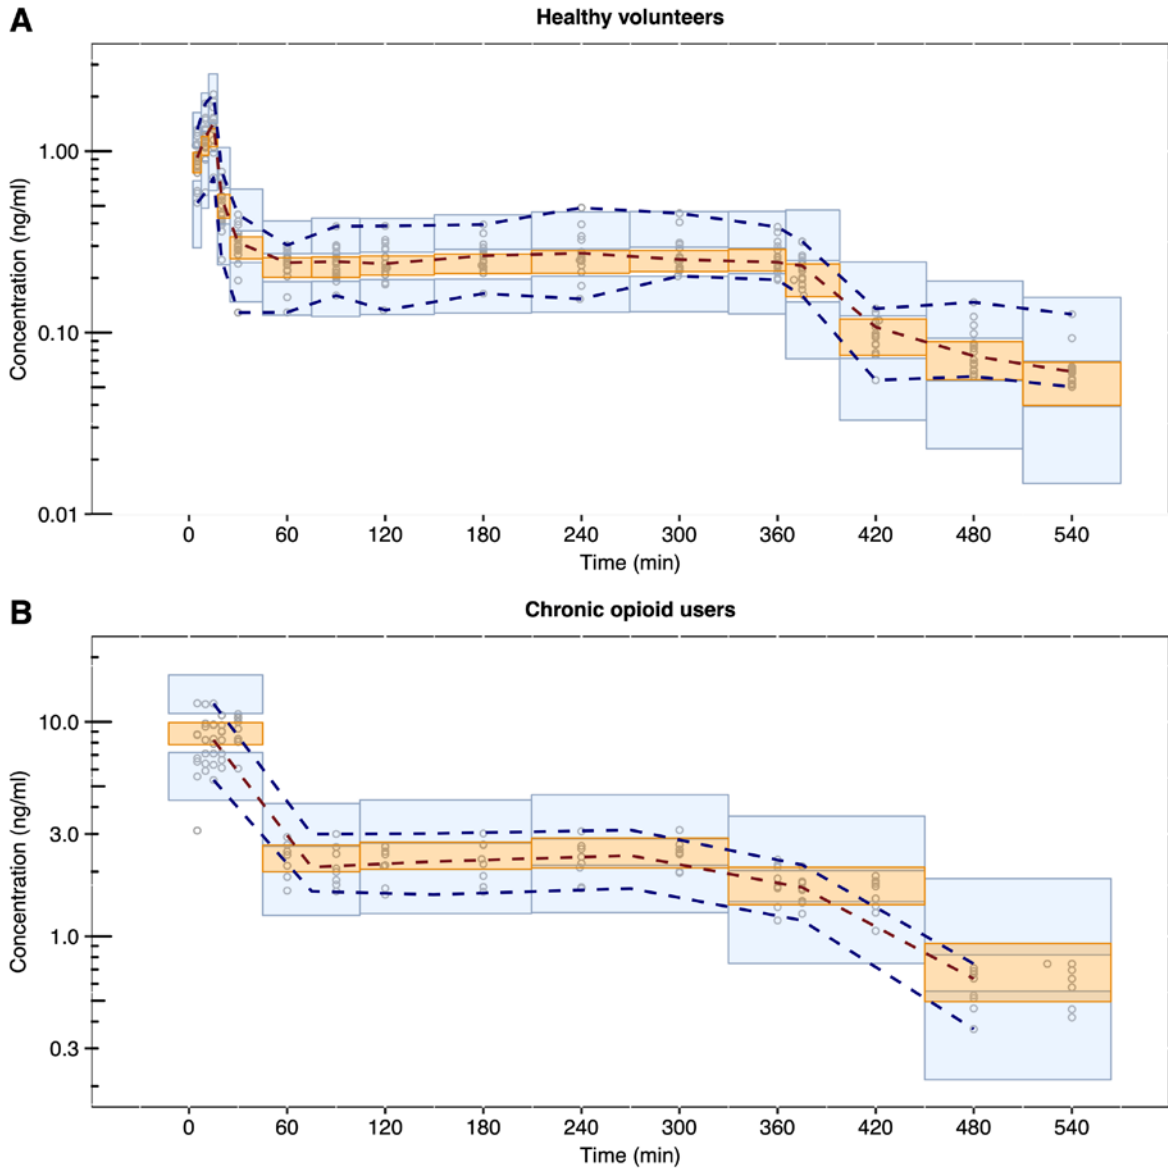 A
Healthy volunteers
Concentration (ng/ml)
1.00
0.10
0.01
0 60 120 180 240 300 360 420 480 540
Time (min)
B
Chronic opioid users
Concentration (ng/ml)
10.0
3.0
1.0
0.3
0 60 120 180 240 300 360 420 480 540
Time (min)